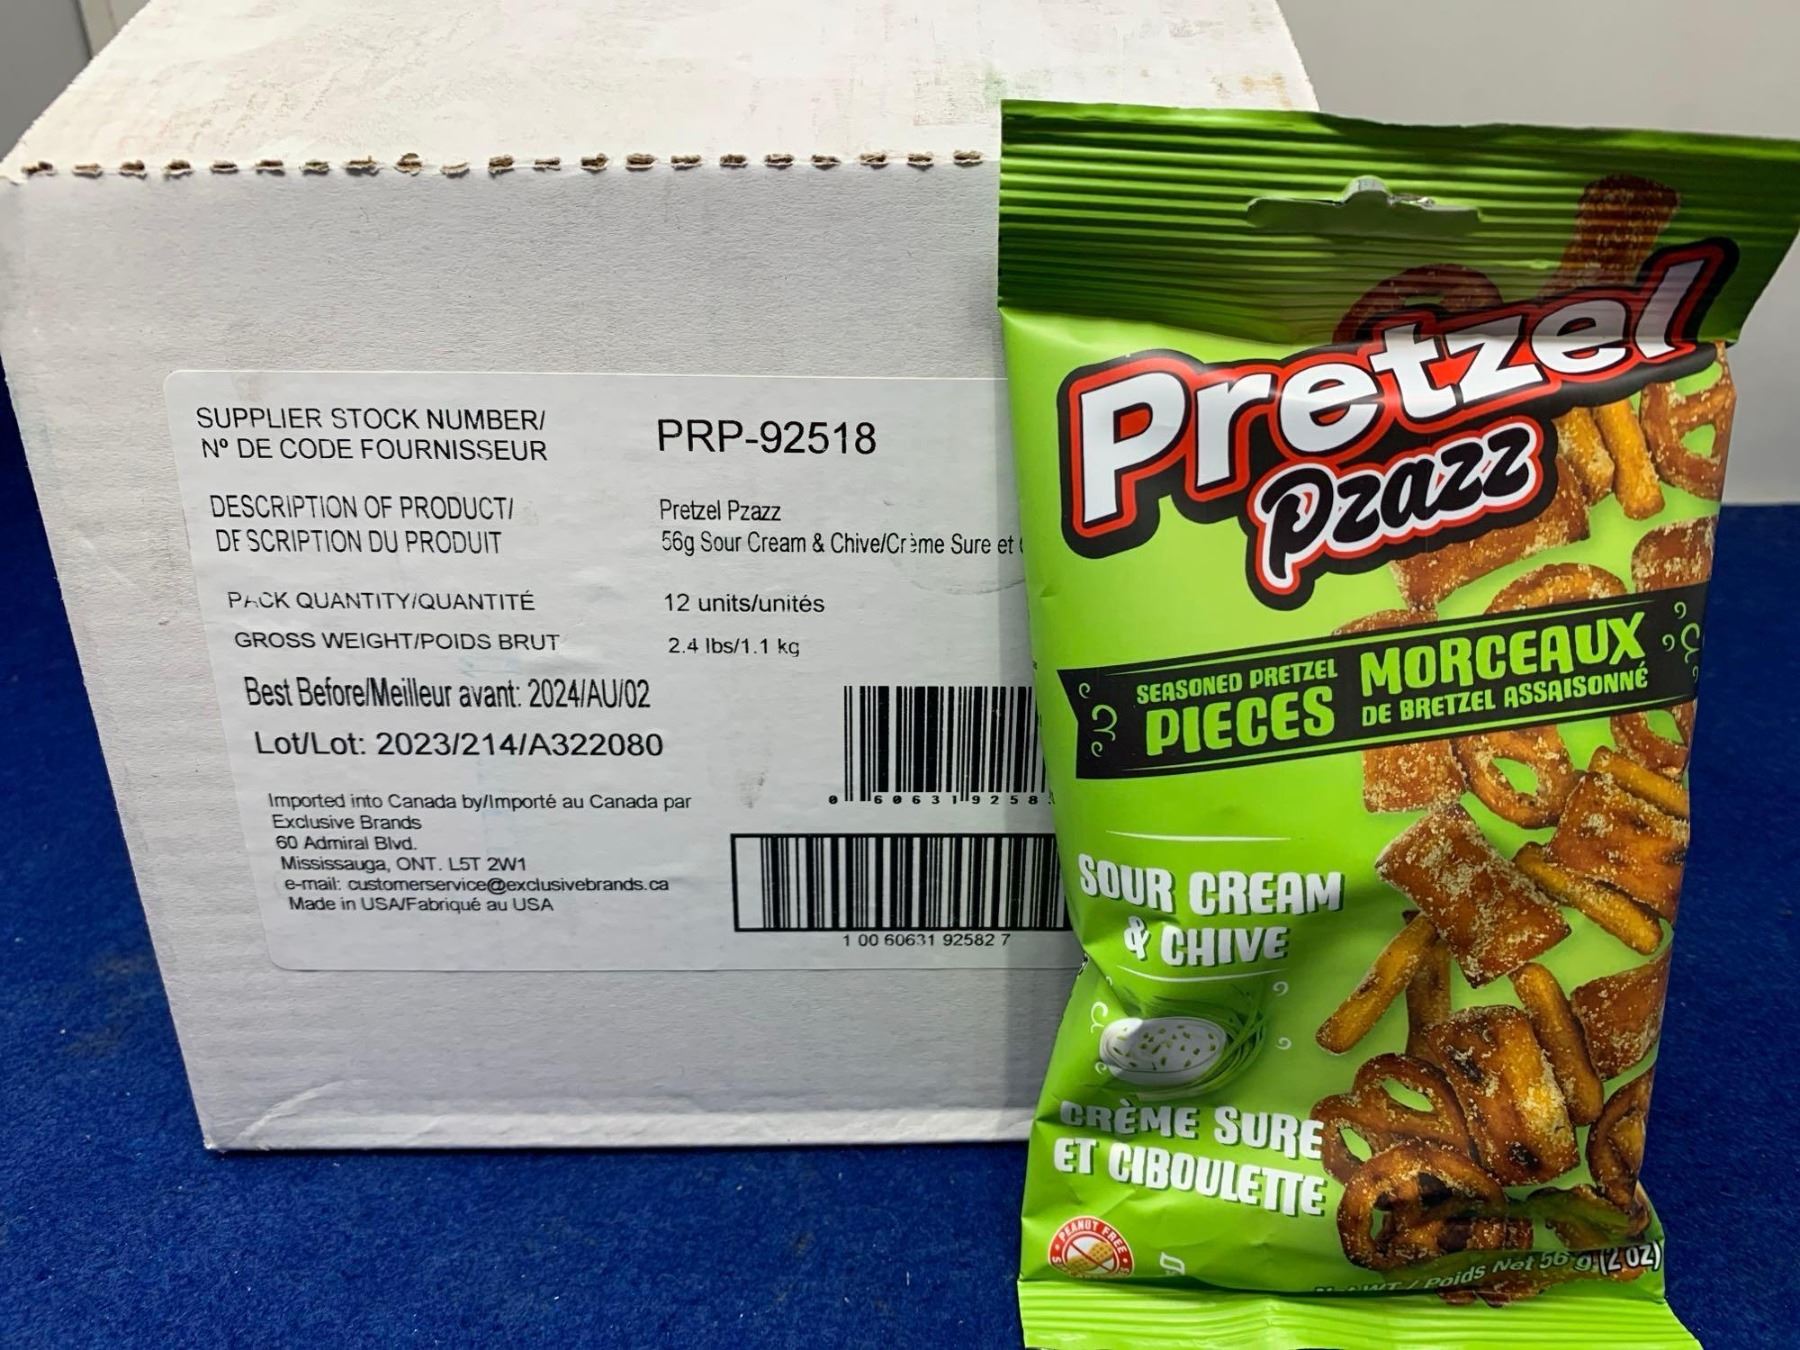 SUPPLIER STOCK NUMBER/
Nº DE CODE FOURNISSEUR
PRP-92518
DESCRIPTION OF PRODUCT/
DESCRIPTION DU PRODUIT
Pretzel Pzazz
56g Sour Cream & Chive/Crème Sure et
PACK QUANTITY/QUANTITÉ
12 units/unités
GROSS WEIGHT/POIDS BRUT
2.4 lbs/1.1 kg
Best Before/Meilleur avant: 2024/AU/02
Lot/Lot: 2023/214/A322080
Imported into Canada by/Importé au Canada par
Exclusive Brands
60 Admiral Blvd.
Mississauga, ONT. L5T 2W1
e-mail: customerservice@exclusivebrands.ca
Made in USA/Fabriqué au USA
0 60631 9258
1 00 60631 92582 7
Pretzel
Pzazz
SEASONED PRETZEL
PIECES
MORCEAUX
DE BRETZEL ASSAISONNÉ
SOUR CREAM
& CHIVE
CRÈME SURE
ET CIBOULETTE
PEANUT FREE
WT / Poids Net 56 g (2 OZ)